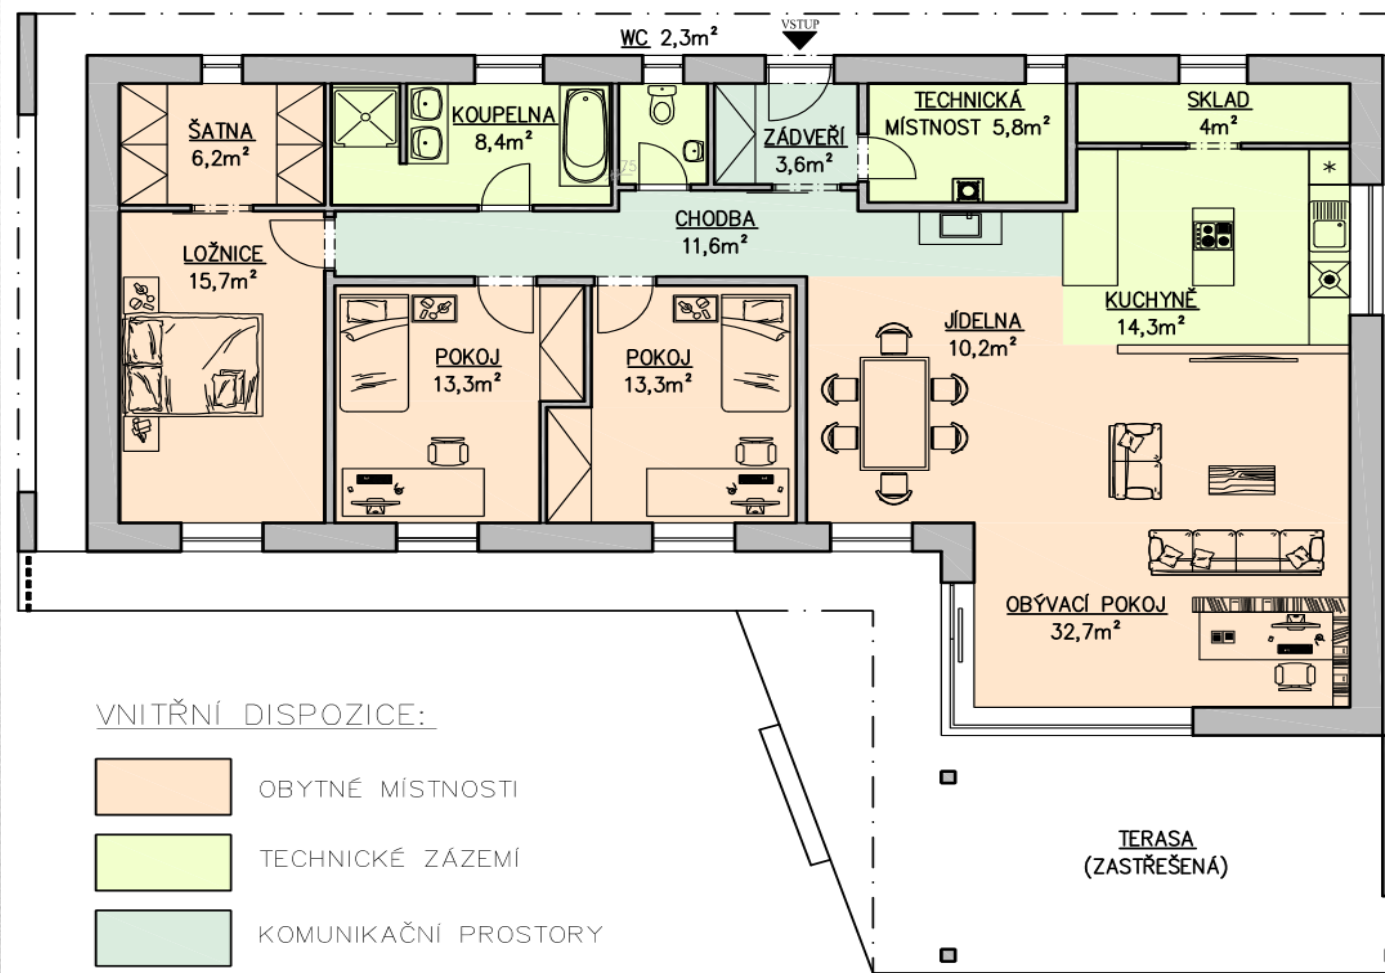 VSTUP
WC 2,3m²
ŠATNA
6,2m²
KOUPELNA
8,4m²
75
ZÁDVEŘÍ
3,6m²
TECHNICKÁ
MÍSTNOST 5,8m²
SKLAD
4m²
CHODBA
11,6m²
LOŽNICE
15,7m²
POKOJ
13,3m²
POKOJ
13,3m²
JÍDELNA
10,2m²
KUCHYNĚ
14,3m²
OBÝVACÍ POKOJ
32,7m²
VNITŘNÍ DISPOZICE:
OBYTNÉ MÍSTNOSTI
TECHNICKÉ ZÁZEMÍ
KOMUNIKAČNÍ PROSTORY
TERASA
(ZASTŘEŠENÁ)